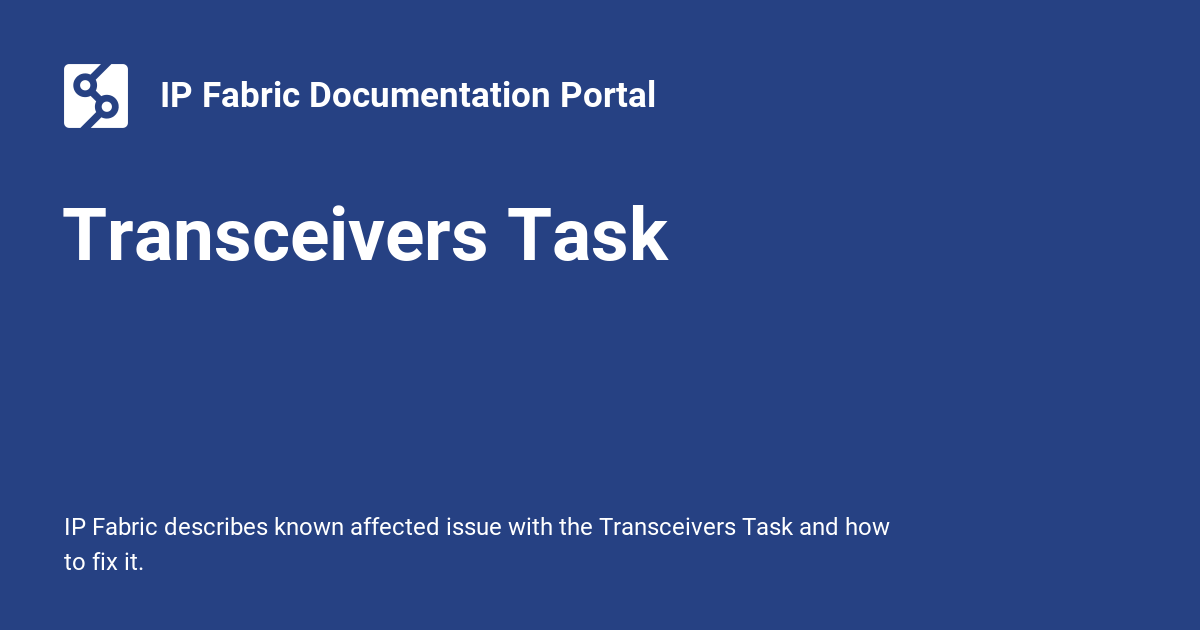 IP Fabric Documentation Portal
Transceivers Task
IP Fabric describes known affected issue with the Transceivers Task and how
to fix it.